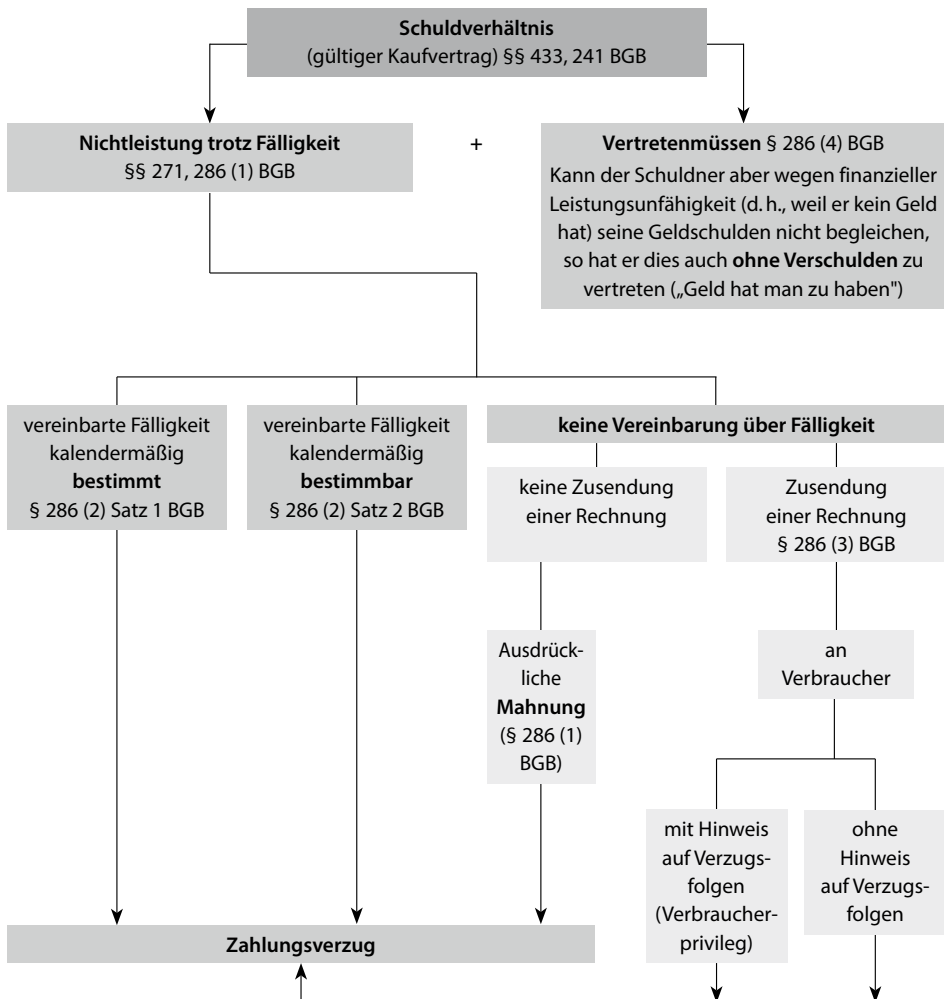 Schuldverhältnis
(gültiger Kaufvertrag) §§ 433, 241 BGB
Nichtleistung trotz Fälligkeit
§§ 271, 286 (1) BGB
+
Vertretenmüssen § 286 (4) BGB
Kann der Schuldner aber wegen finanzieller
Leistungsunfähigkeit (d. h., weil er kein Geld
hat) seine Geldschulden nicht begleichen,
so hat er dies auch ohne Verschulden zu
vertreten („Geld hat man zu haben")
vereinbarte Fälligkeit
kalendermäßig
bestimmt
§ 286 (2) Satz 1 BGB
vereinbarte Fälligkeit
kalendermäßig
bestimmbar
§ 286 (2) Satz 2 BGB
keine Vereinbarung über Fälligkeit
keine Zusendung
einer Rechnung
Zusendung
einer Rechnung
§ 286 (3) BGB
Ausdrück-
liche
Mahnung
(§ 286 (1)
BGB)
an
Verbraucher
mit Hinweis
auf Verzugs-
folgen
(Verbraucher-
privileg)
ohne
Hinweis
auf Verzugs-
folgen
Zahlungsverzug